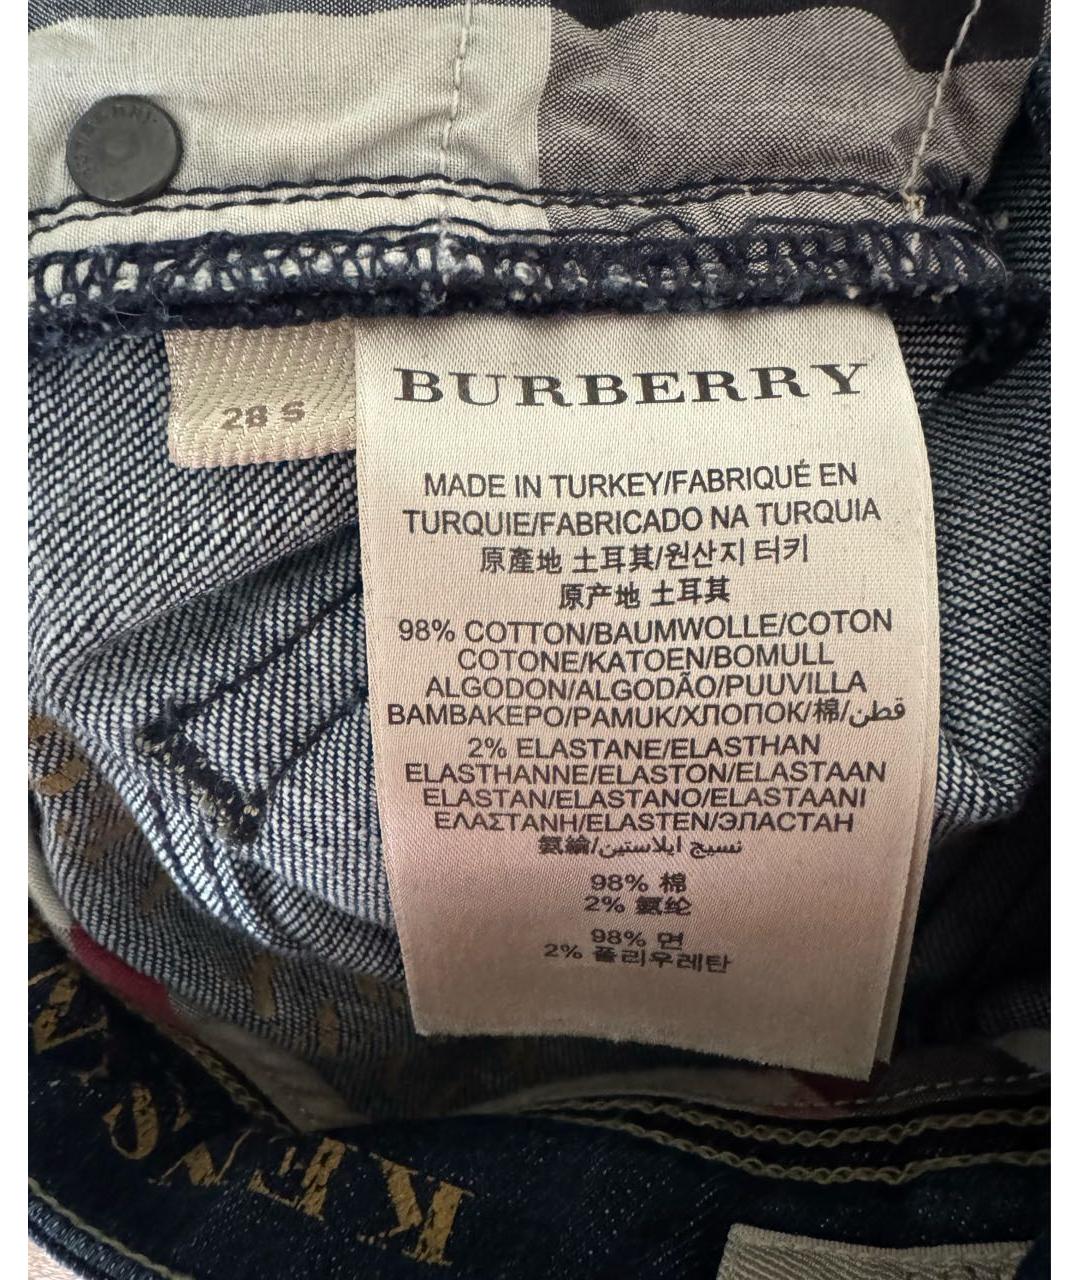 28 S
BURBERRY
MADE IN TURKEY/FABRIQUÉ EN
TURQUIE/FABRICADO NA TURQUIA
原產地 土耳其/원산지 터키
原产地 土耳其
98% COTTON/BAUMWOLLE/COTON
COTONE/KATOEN/BOMULL
ALGODON/ALGODÃO/PUUVILLA
ΒΑΜΒΑΚΕΡΟ/PAMUK/ХЛОПОК/棉/قطن
2% ELASTANE/ELASTHAN
ELASTHANNE/ELASTON/ELASTAAN
ELASTAN/ELASTANO/ELASTAANI
ΕΛΑΣΤΑΝΗ/ELASTEN/ЭЛАСТАН
氨綸/نسيج ايلاستين
98% 棉
2% 氨纶
98% 면
2% 폴리우레탄
KENS